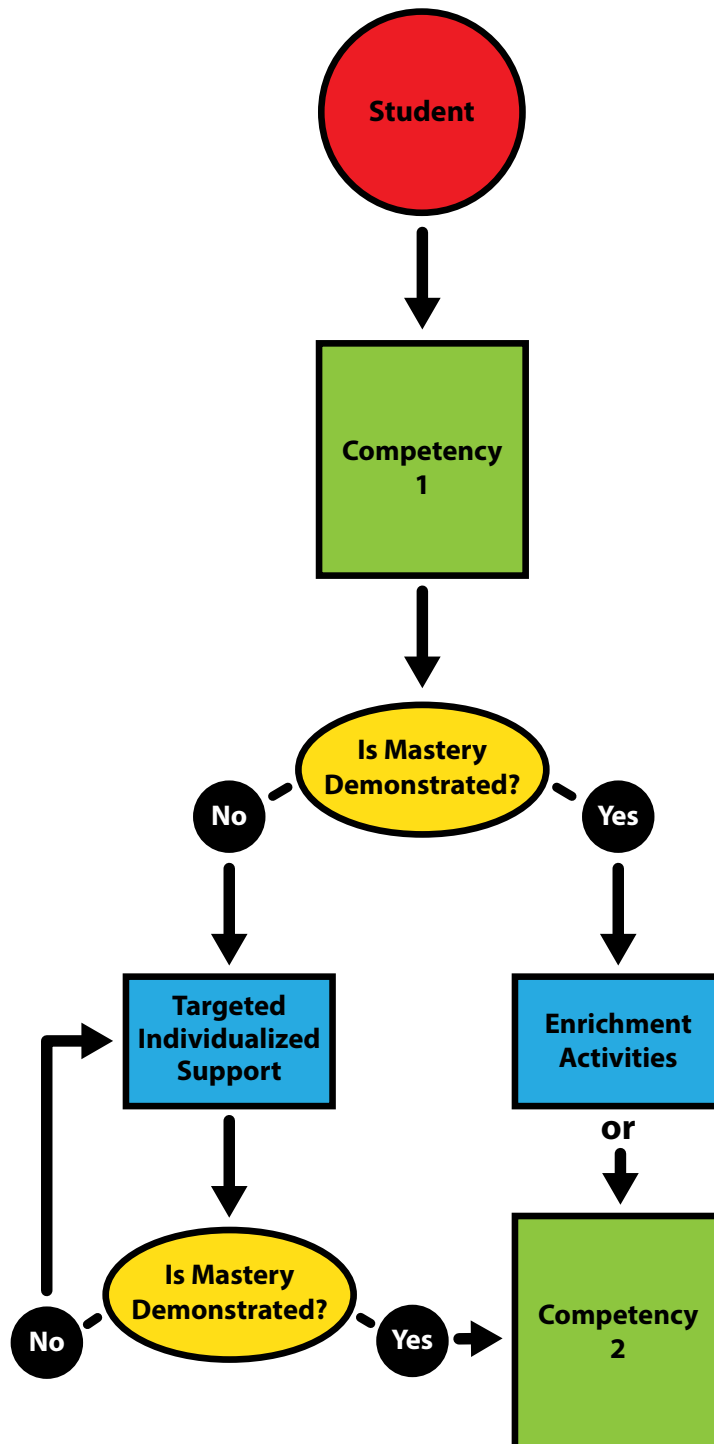 Student
Competency
1
Is Mastery
Demonstrated?
No
Yes
Targeted
Individualized
Support
Enrichment
Activities
or
Is Mastery
Demonstrated?
No
Yes
Competency
2